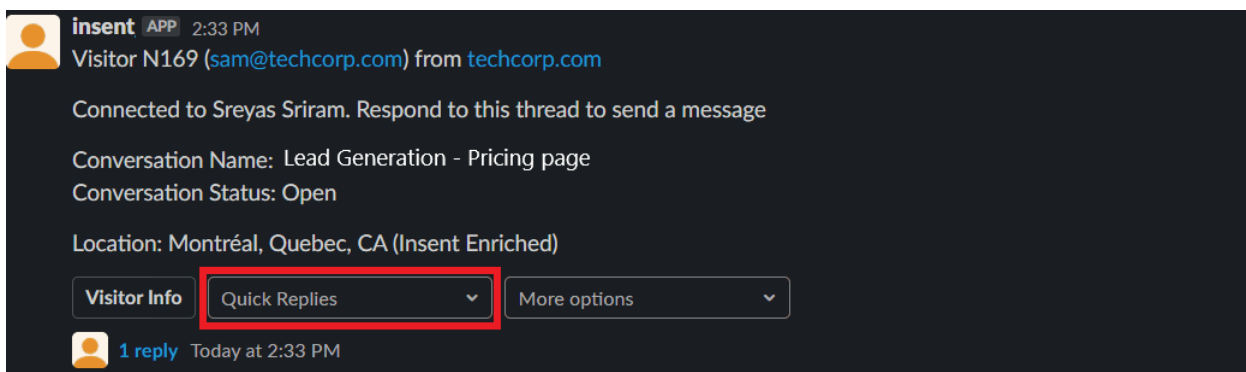 insent APP 2:33 PM
Visitor N169 (sam@techcorp.com) from techcorp.com
Connected to Sreyas Sriram. Respond to this thread to send a message
Conversation Name: Lead Generation - Pricing page
Conversation Status: Open
Location: Montréal, Quebec, CA (Insent Enriched)
Visitor Info Quick Replies More options
1 reply Today at 2:33 PM